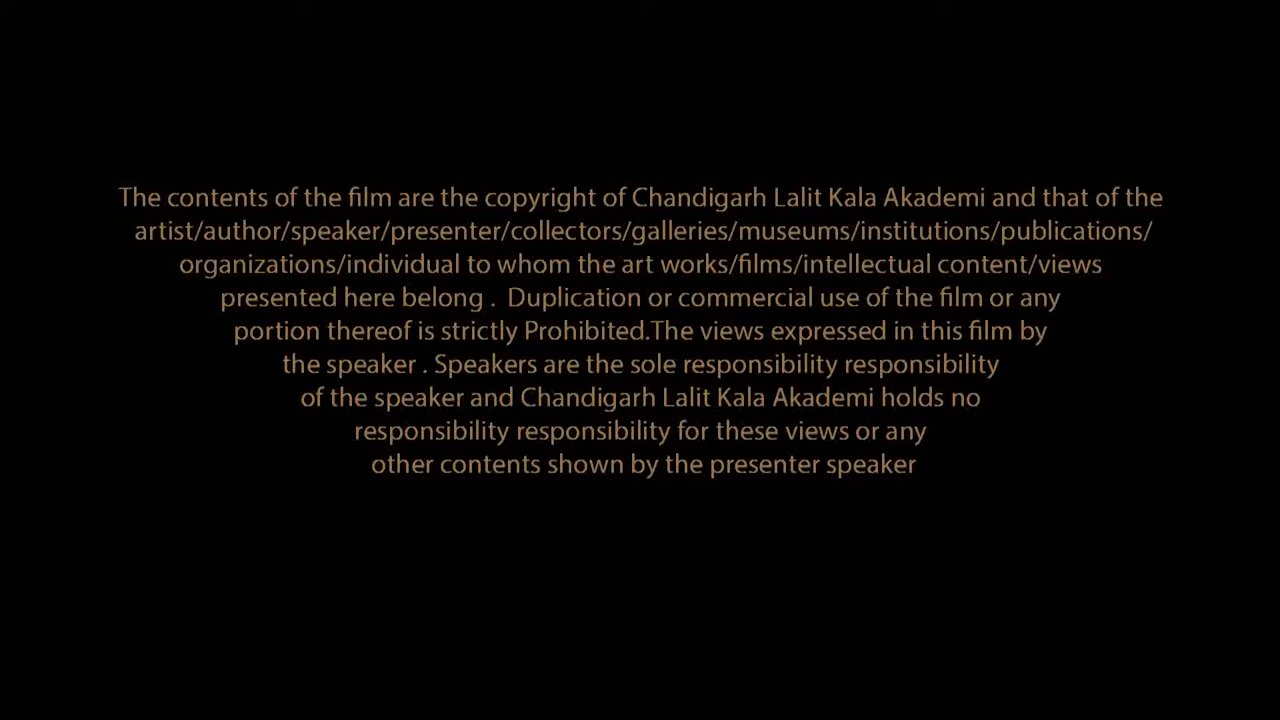 The contents of the film are the copyright of Chandigarh Lalit Kala Akademi and that of the
artist/author/speaker/presenter/collectors/galleries/museums/institutions/publications/
organizations/individual to whom the art works/films/intellectual content/views
presented here belong .  Duplication or commercial use of the film or any
portion thereof is strictly Prohibited.The views expressed in this film by
the speaker . Speakers are the sole responsibility responsibility
of the speaker and Chandigarh Lalit Kala Akademi holds no
responsibility responsibility for these views or any
other contents shown by the presenter speaker